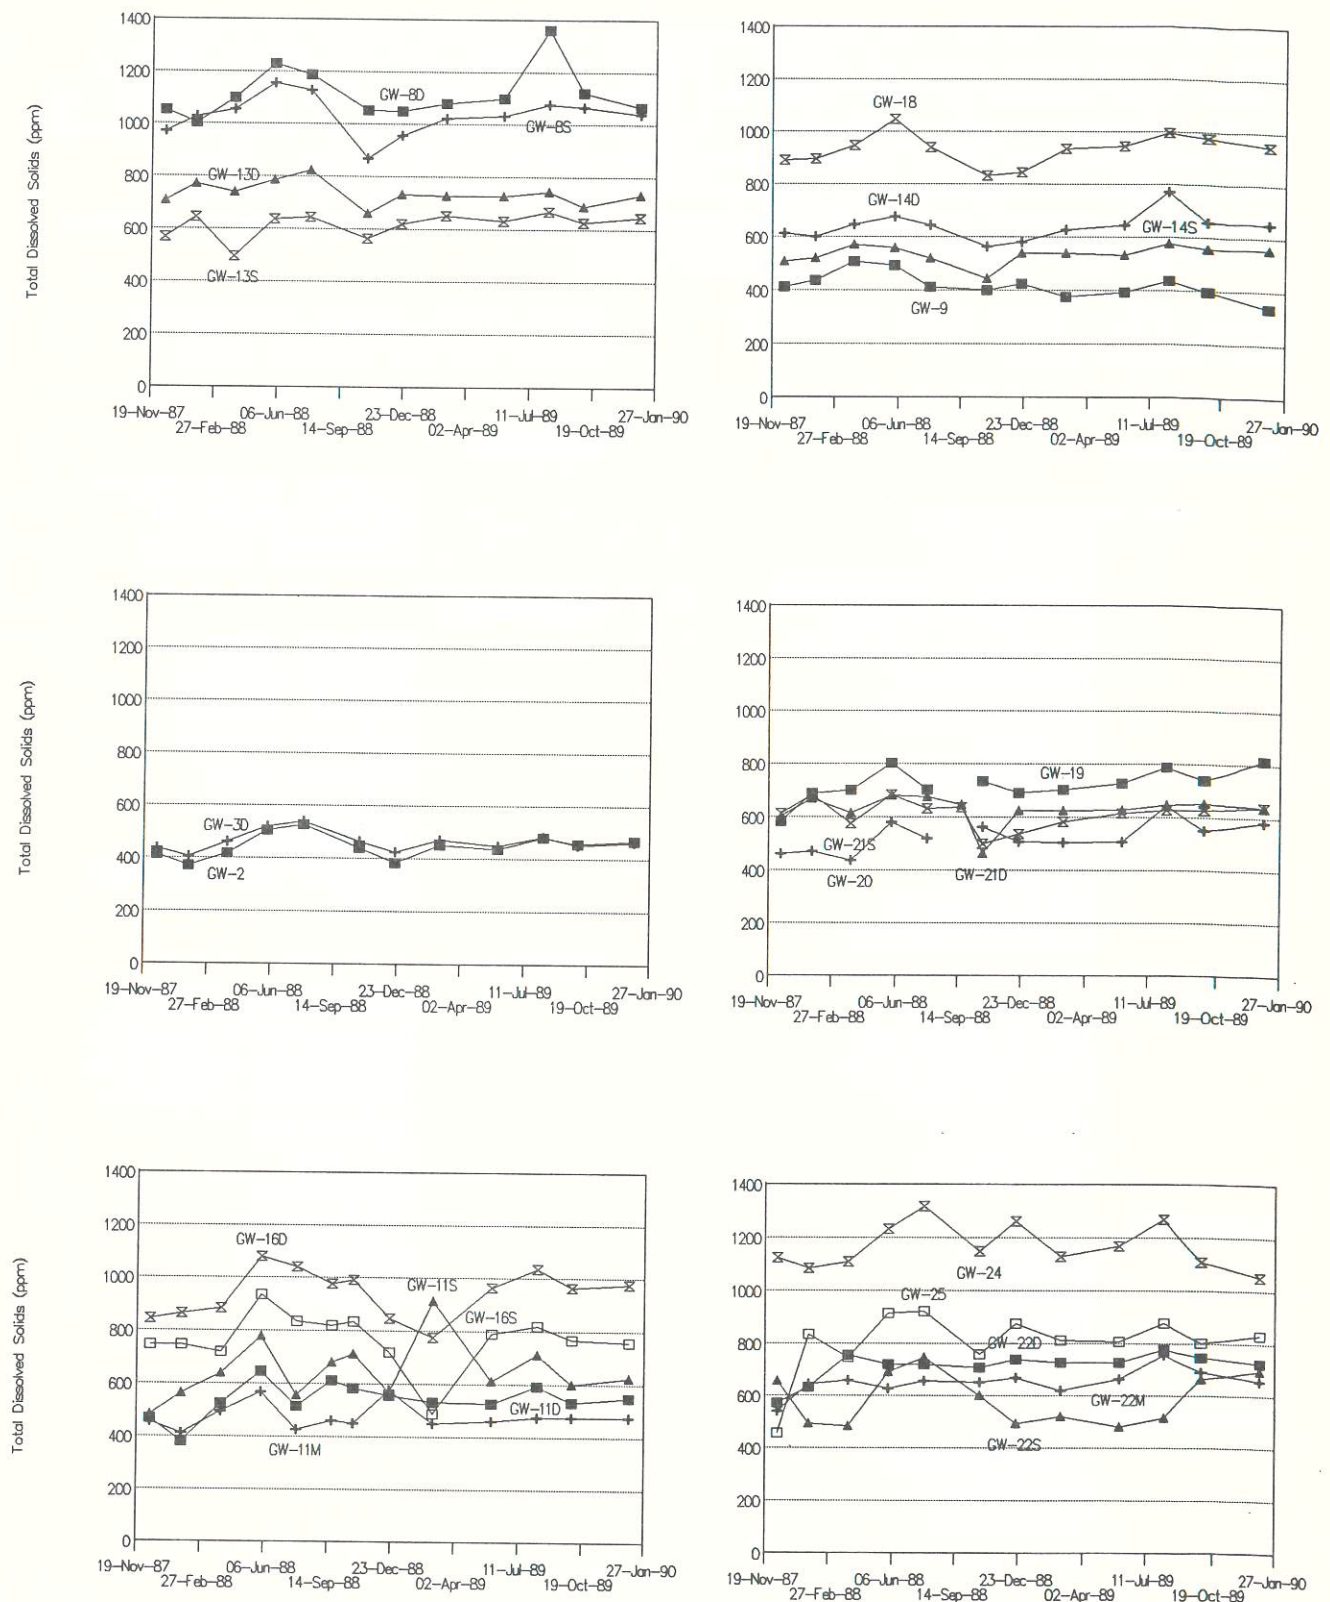 Total Dissolved Solids (ppm)
1400
1200
1000
800
600
400
200
0
GW-8D
GW-8S
GW-13D
GW-13S
19-Nov-87 06-Jun-88 23-Dec-88 11-Jul-89 27-Jan-90
27-Feb-88 14-Sep-88 02-Apr-89 19-Oct-89
1400
1200
1000
800
600
400
200
0
GW-18
GW-14D
GW-14S
GW-9
19-Nov-87 06-Jun-88 23-Dec-88 11-Jul-89 27-Jan-90
27-Feb-88 14-Sep-88 02-Apr-89 19-Oct-89
Total Dissolved Solids (ppm)
1400
1200
1000
800
600
400
200
0
GW-3D
GW-2
19-Nov-87 06-Jun-88 23-Dec-88 11-Jul-89 27-Jan-90
27-Feb-88 14-Sep-88 02-Apr-89 19-Oct-89
1400
1200
1000
800
600
400
200
0
GW-19
GW-21S
GW-20
GW-21D
19-Nov-87 06-Jun-88 23-Dec-88 11-Jul-89 27-Jan-90
27-Feb-88 14-Sep-88 02-Apr-89 19-Oct-89
Total Dissolved Solids (ppm)
1400
1200
1000
800
600
400
200
0
GW-16D
GW-11S
GW-16S
GW-11D
GW-11M
19-Nov-87 06-Jun-88 23-Dec-88 11-Jul-89 27-Jan-90
27-Feb-88 14-Sep-88 02-Apr-89 19-Oct-89
1400
1200
1000
800
600
400
200
0
GW-24
GW-25
GW-22D
GW-22M
GW-22S
19-Nov-87 06-Jun-88 23-Dec-88 11-Jul-89 27-Jan-90
27-Feb-88 14-Sep-88 02-Apr-89 19-Oct-89